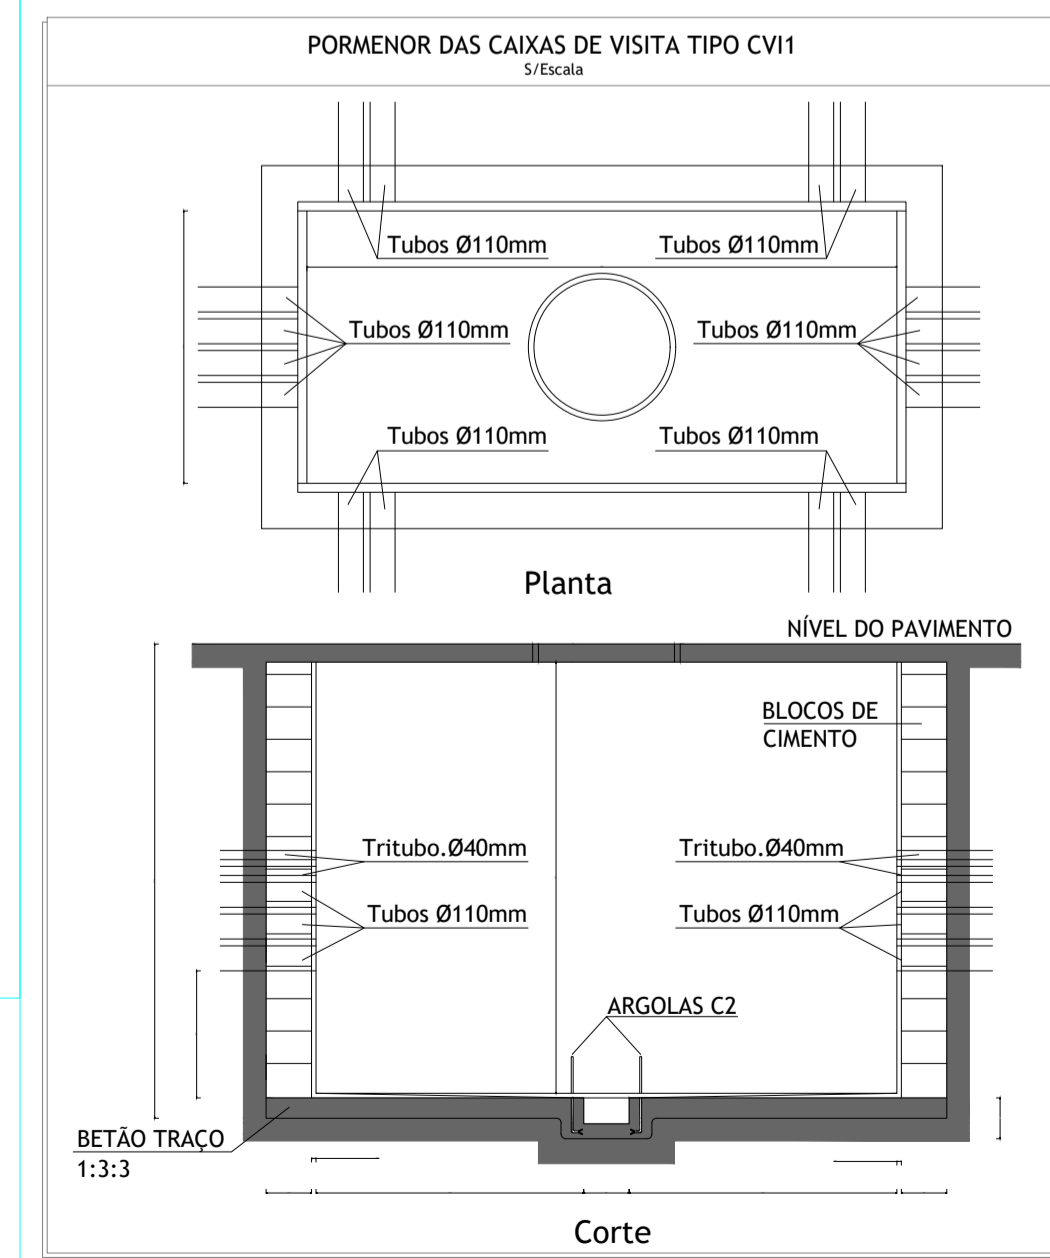 PORMENOR DAS CAIXAS DE VISITA TIPO CVI1
S/Escala
Tubos Ø110mm
Tubos Ø110mm
Tubos Ø110mm
Tubos Ø110mm
Tubos Ø110mm
Tubos Ø110mm
Planta
NÍVEL DO PAVIMENTO
BLOCOS DE
CIMENTO
Tritubo.Ø40mm
Tritubo.Ø40mm
Tubos Ø110mm
Tubos Ø110mm
ARGOLAS C2
BETÃO TRAÇO
1:3:3
Corte